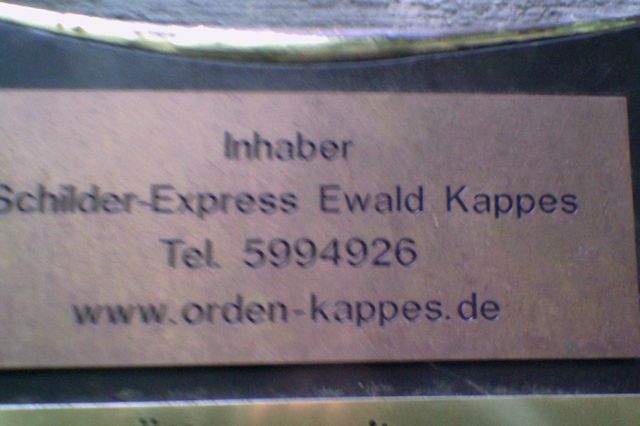 Inhaber
Schilder-Express Ewald Kappes
Tel. 5994926
www.orden-kappes.de